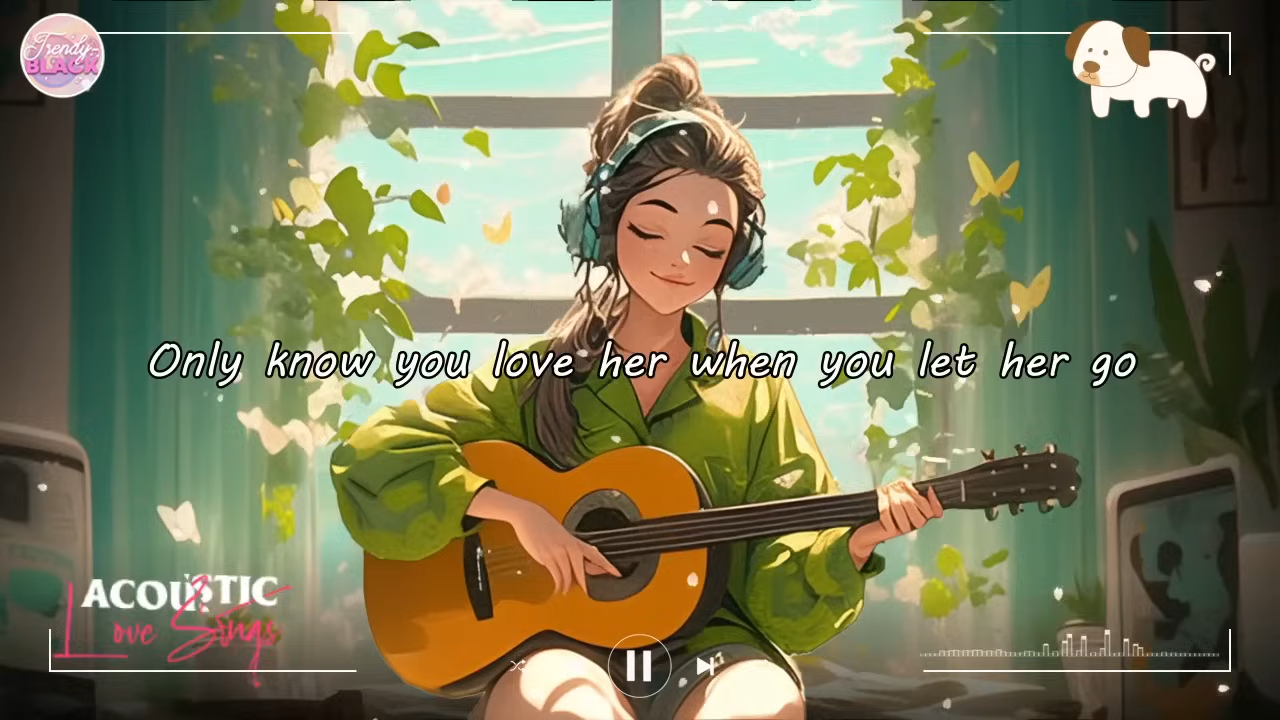 Trendy-
BLACK
Only know you love her when you let her go
ACOUSTIC
Love Songs